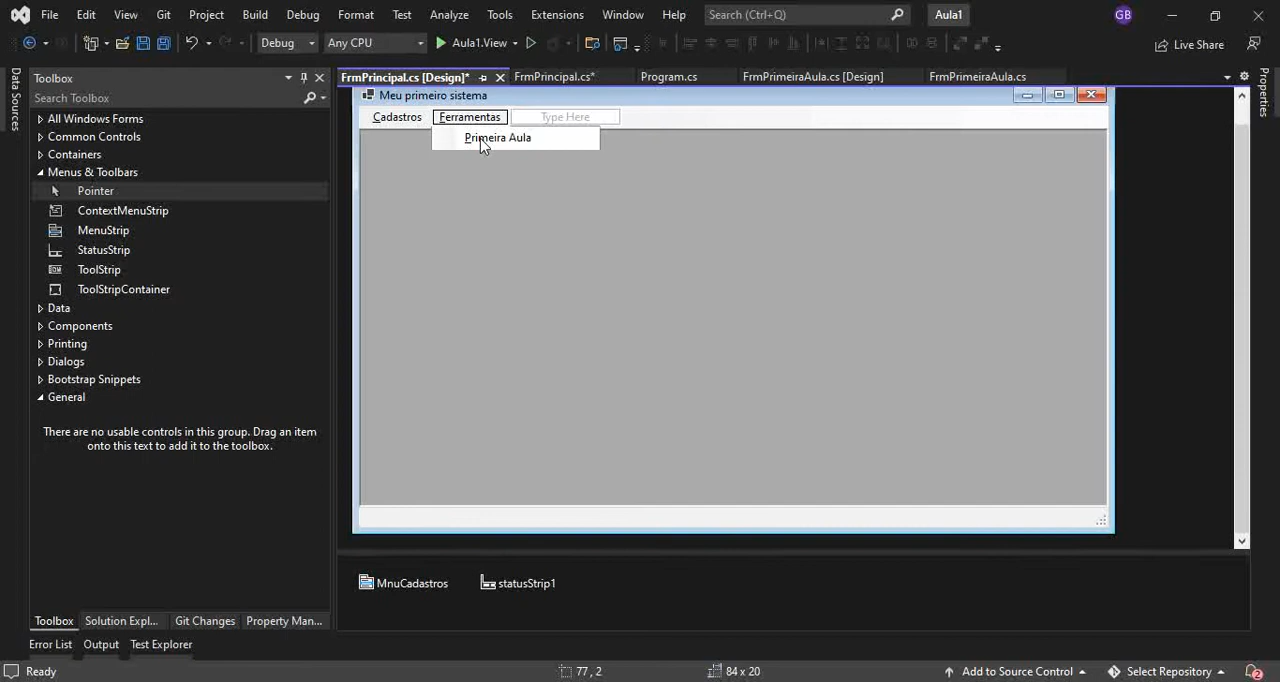 File Edit View Git Project Build Debug Format Test Analyze Tools Extensions Window Help Search (Ctrl+Q) Aula1 GB
Debug Any CPU Aula1.View Live Share
Data Sources
Toolbox
Search Toolbox
All Windows Forms
Common Controls
Containers
Menus & Toolbars
Pointer
ContextMenuStrip
MenuStrip
StatusStrip
ToolStrip
ToolStripContainer
Data
Components
Printing
Dialogs
Bootstrap Snippets
General
There are no usable controls in this group. Drag an item
onto this text to add it to the toolbox.
Toolbox Solution Expl... Git Changes Property Man...
FrmPrincipal.cs [Design]* FrmPrincipal.cs* Program.cs FrmPrimeiraAula.cs [Design] FrmPrimeiraAula.cs
Meu primeiro sistema
Cadastros Ferramentas Type Here
Primeira Aula
MnuCadastros statusStrip1
Properties
Error List Output Test Explorer
Ready 77 , 2 84 x 20 Add to Source Control Select Repository 2